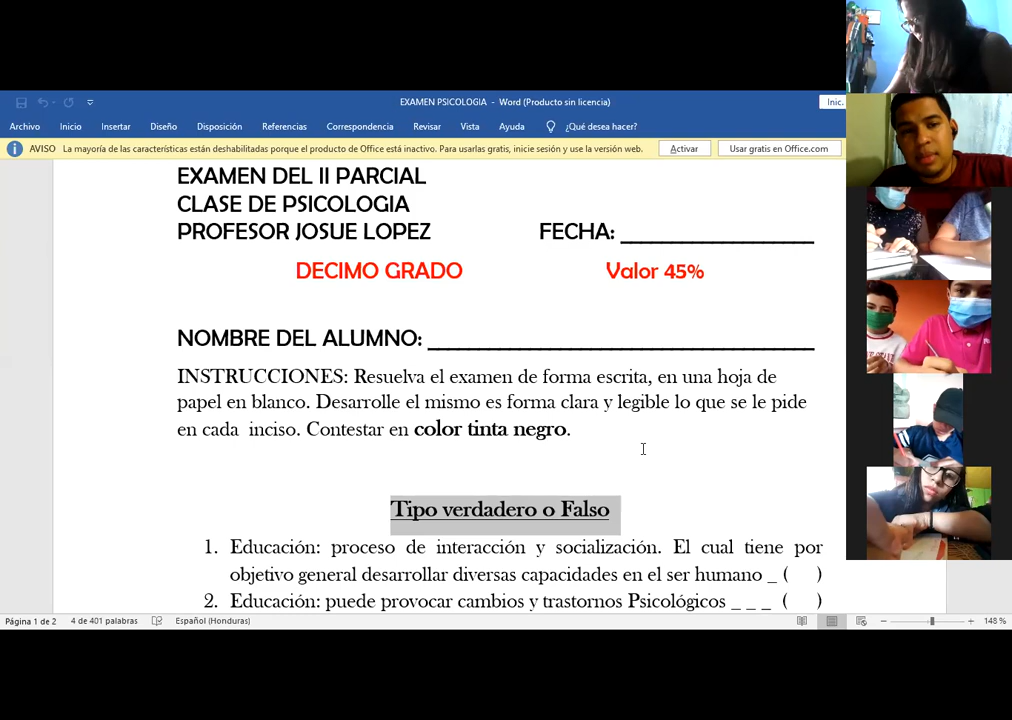 EXAMEN PSICOLOGIA - Word (Producto sin licencia)
Inic.
Archivo Inicio Insertar Diseño Disposición Referencias Correspondencia Revisar Vista Ayuda ¿Qué desea hacer?
AVISO La mayoría de las características están deshabilitadas porque el producto de Office está inactivo. Para usarlas gratis, inicie sesión y use la versión web. Activar Usar gratis en Office.com
EXAMEN DEL II PARCIAL
CLASE DE PSICOLOGIA
PROFESOR JOSUE LOPEZ FECHA: ___________________
DECIMO GRADO Valor 45%
NOMBRE DEL ALUMNO: ______________________________________
INSTRUCCIONES: Resuelva el examen de forma escrita, en una hoja de
papel en blanco. Desarrolle el mismo es forma clara y legible lo que se le pide
en cada inciso. Contestar en color tinta negro.
Tipo verdadero o Falso
1. Educación: proceso de interacción y socialización. El cual tiene por
objetivo general desarrollar diversas capacidades en el ser humano _ ( )
2. Educación: puede provocar cambios y trastornos Psicológicos _ _ _ ( )
Página 1 de 2 4 de 401 palabras Español (Honduras) 148 %